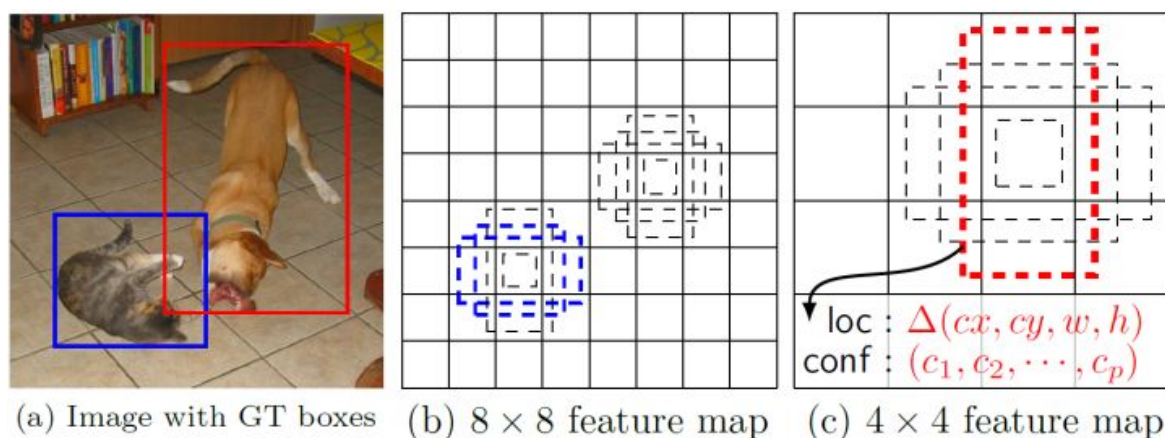 loc : Δ(cx, cy, w, h)
conf : (c₁, c₂, ⋯, cₚ)
(a) Image with GT boxes
(b) 8 × 8 feature map
(c) 4 × 4 feature map